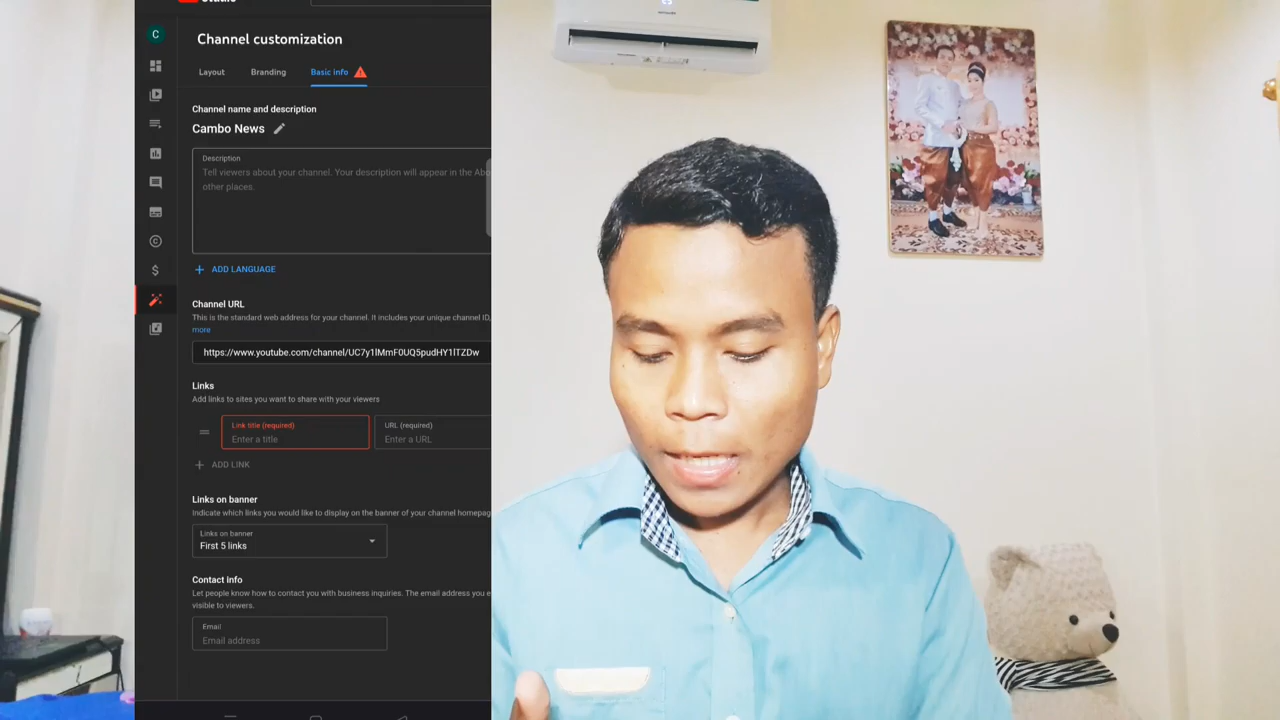 Studio
C
Channel customization
Layout Branding Basic info
Channel name and description
Cambo News
Description
Tell viewers about your channel. Your description will appear in the Abo
other places.
+ ADD LANGUAGE
Channel URL
This is the standard web address for your channel. It includes your unique channel ID,
more
https://www.youtube.com/channel/UC7y1lMmF0UQ5pudHY1lTZDw
Links
Add links to sites you want to share with your viewers
Link title (required) URL (required)
Enter a title Enter a URL
+ ADD LINK
Links on banner
Indicate which links you would like to display on the banner of your channel homepag
Links on banner
First 5 links
Contact info
Let people know how to contact you with business inquiries. The email address you e
visible to viewers.
Email
Email address